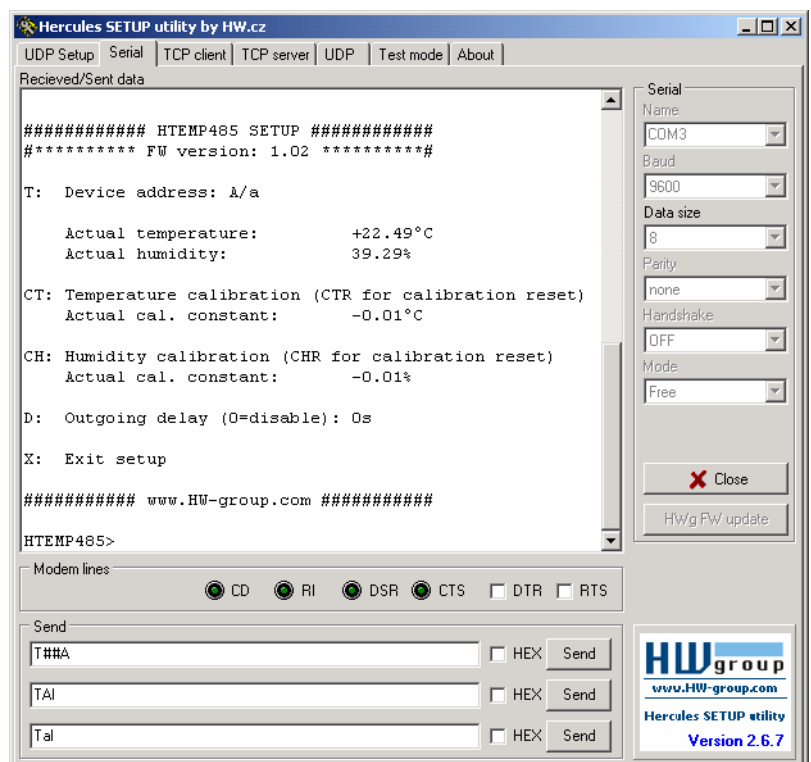 Hercules SETUP utility by HW.cz
UDP Setup Serial TCP client TCP server UDP Test mode About
Recieved/Sent data
############ HTEMP485 SETUP ############
#********** FW version: 1.02 **********#
T: Device address: A/a
Actual temperature: +22.49°C
Actual humidity: 39.29%
CT: Temperature calibration (CTR for calibration reset)
Actual cal. constant: -0.01°C
CH: Humidity calibration (CHR for calibration reset)
Actual cal. constant: -0.01%
D: Outgoing delay (0=disable): 0s
X: Exit setup
########### www.HW-group.com ###########
HTEMP485>
Serial
Name
COM3
Baud
9600
Data size
8
Parity
none
Handshake
OFF
Mode
Free
Close
HWg FW update
Modem lines
CD RI DSR CTS DTR RTS
Send
T##A HEX Send
TAI HEX Send
TaI HEX Send
HW group
www.HW-group.com
Hercules SETUP utility
Version 2.6.7